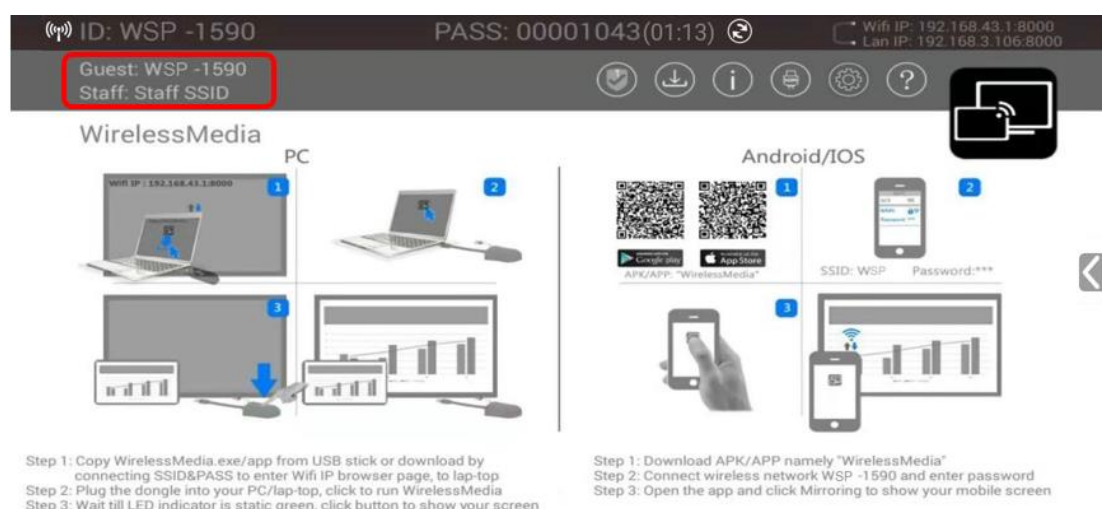 ID: WSP -1590
PASS: 00001043(01:13)
Wifi IP: 192.168.43.1:8000
Lan IP: 192.168.3.106:8000
Guest: WSP -1590
Staff: Staff SSID
i
?
WirelessMedia
PC
Wifi IP : 192.168.43.1:8000
1
2
3
Step 1: Copy WirelessMedia.exe/app from USB stick or download by
connecting SSID&PASS to enter Wifi IP browser page, to lap-top
Step 2: Plug the dongle into your PC/lap-top, click to run WirelessMedia
Step 3: Wait till LED indicator is static green, click button to show your screen
Android/IOS
1
Google play
App Store
APK/APP: "WirelessMedia"
2
Password
SSID: WSP Password:***
3
Step 1: Download APK/APP namely "WirelessMedia"
Step 2: Connect wireless network WSP -1590 and enter password
Step 3: Open the app and click Mirroring to show your mobile screen